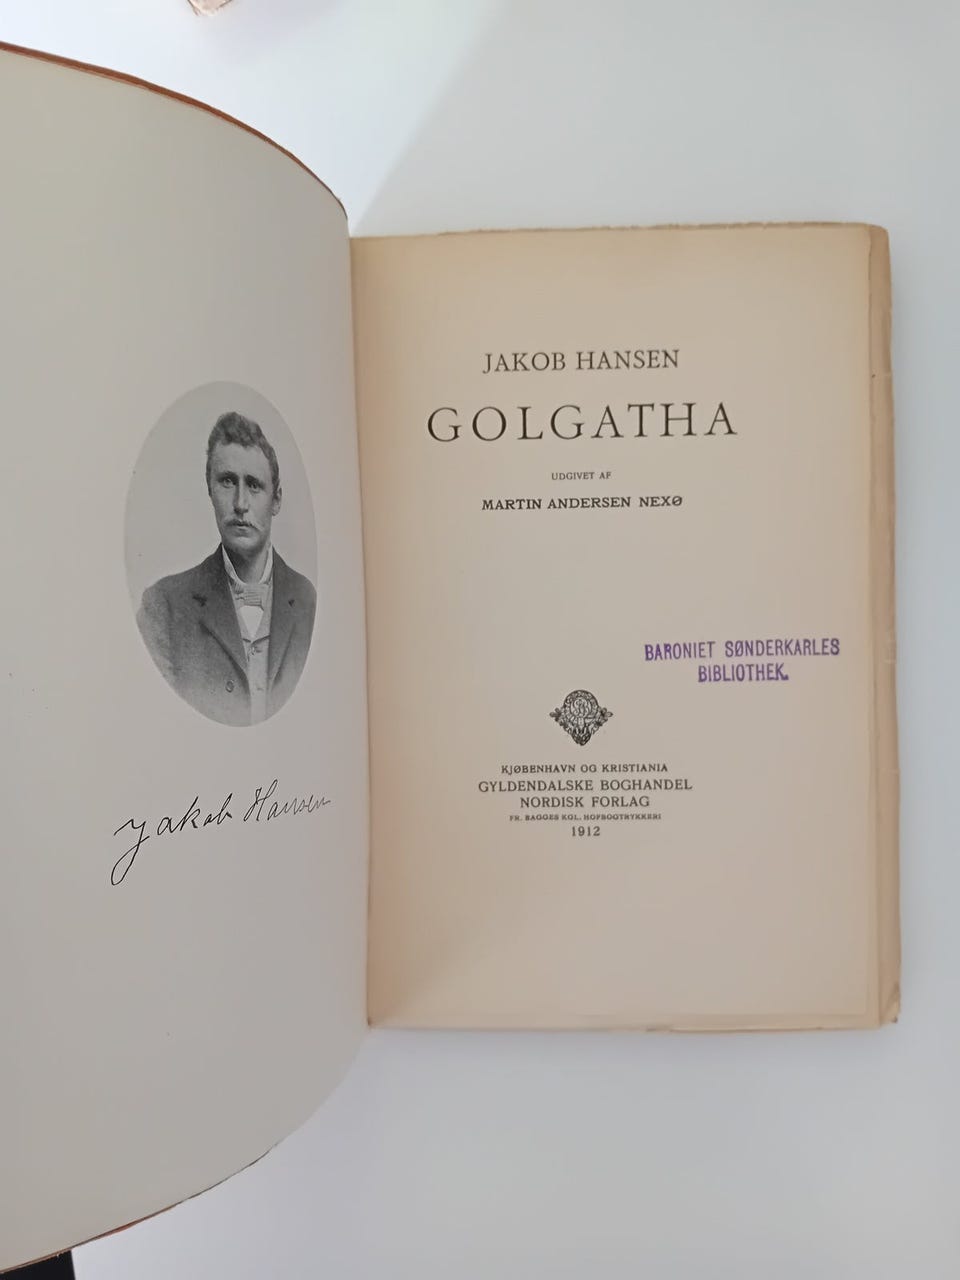 Jakob Hansen
JAKOB HANSEN
GOLGATHA
UDGIVET AF
MARTIN ANDERSEN NEXØ
BARONIET SØNDERKARLES
BIBLIOTHEK.
KJØBENHAVN OG KRISTIANIA
GYLDENDALSKE BOGHANDEL
NORDISK FORLAG
FR. BAGGES KGL. HOFBOGTRYKKERI
1912